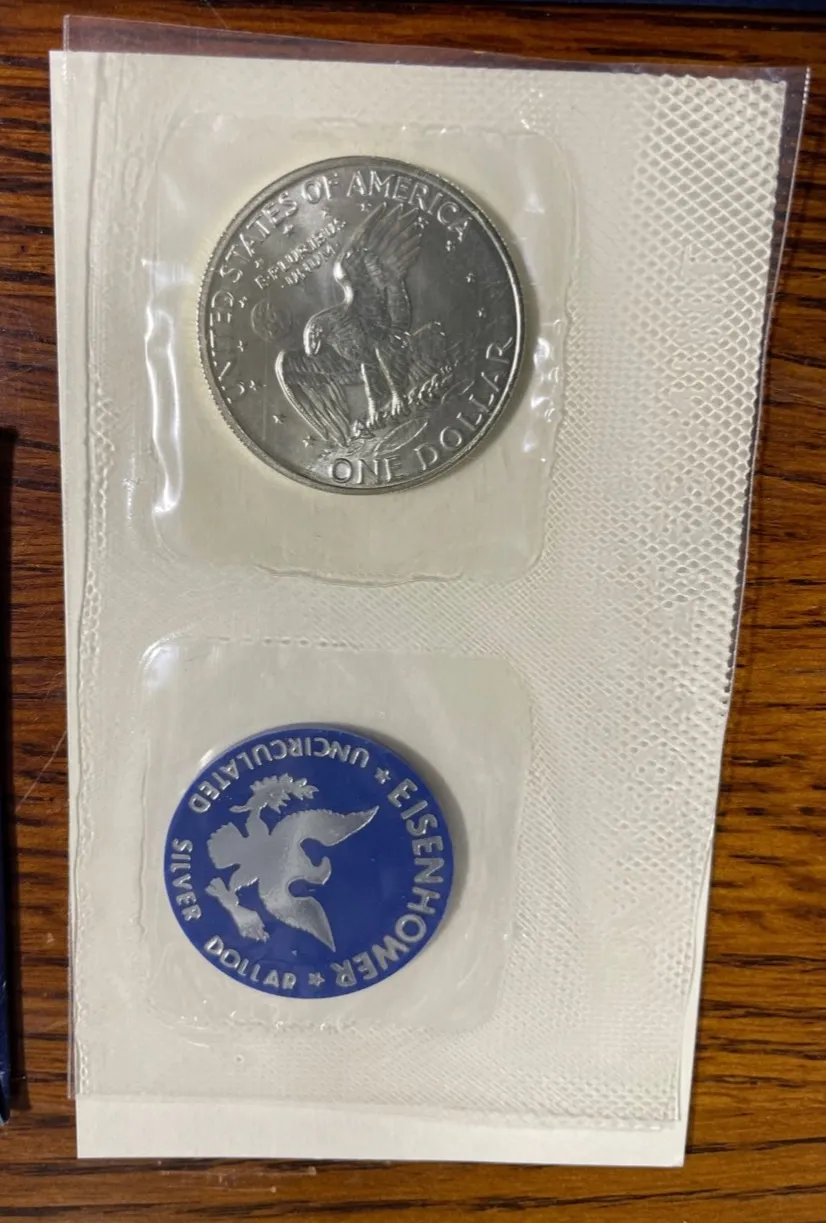 UNITED STATES OF AMERICA
E·PLURIBUS
UNUM
ONE DOLLAR
EISENHOWER
UNCIRCULATED
SILVER
DOLLAR